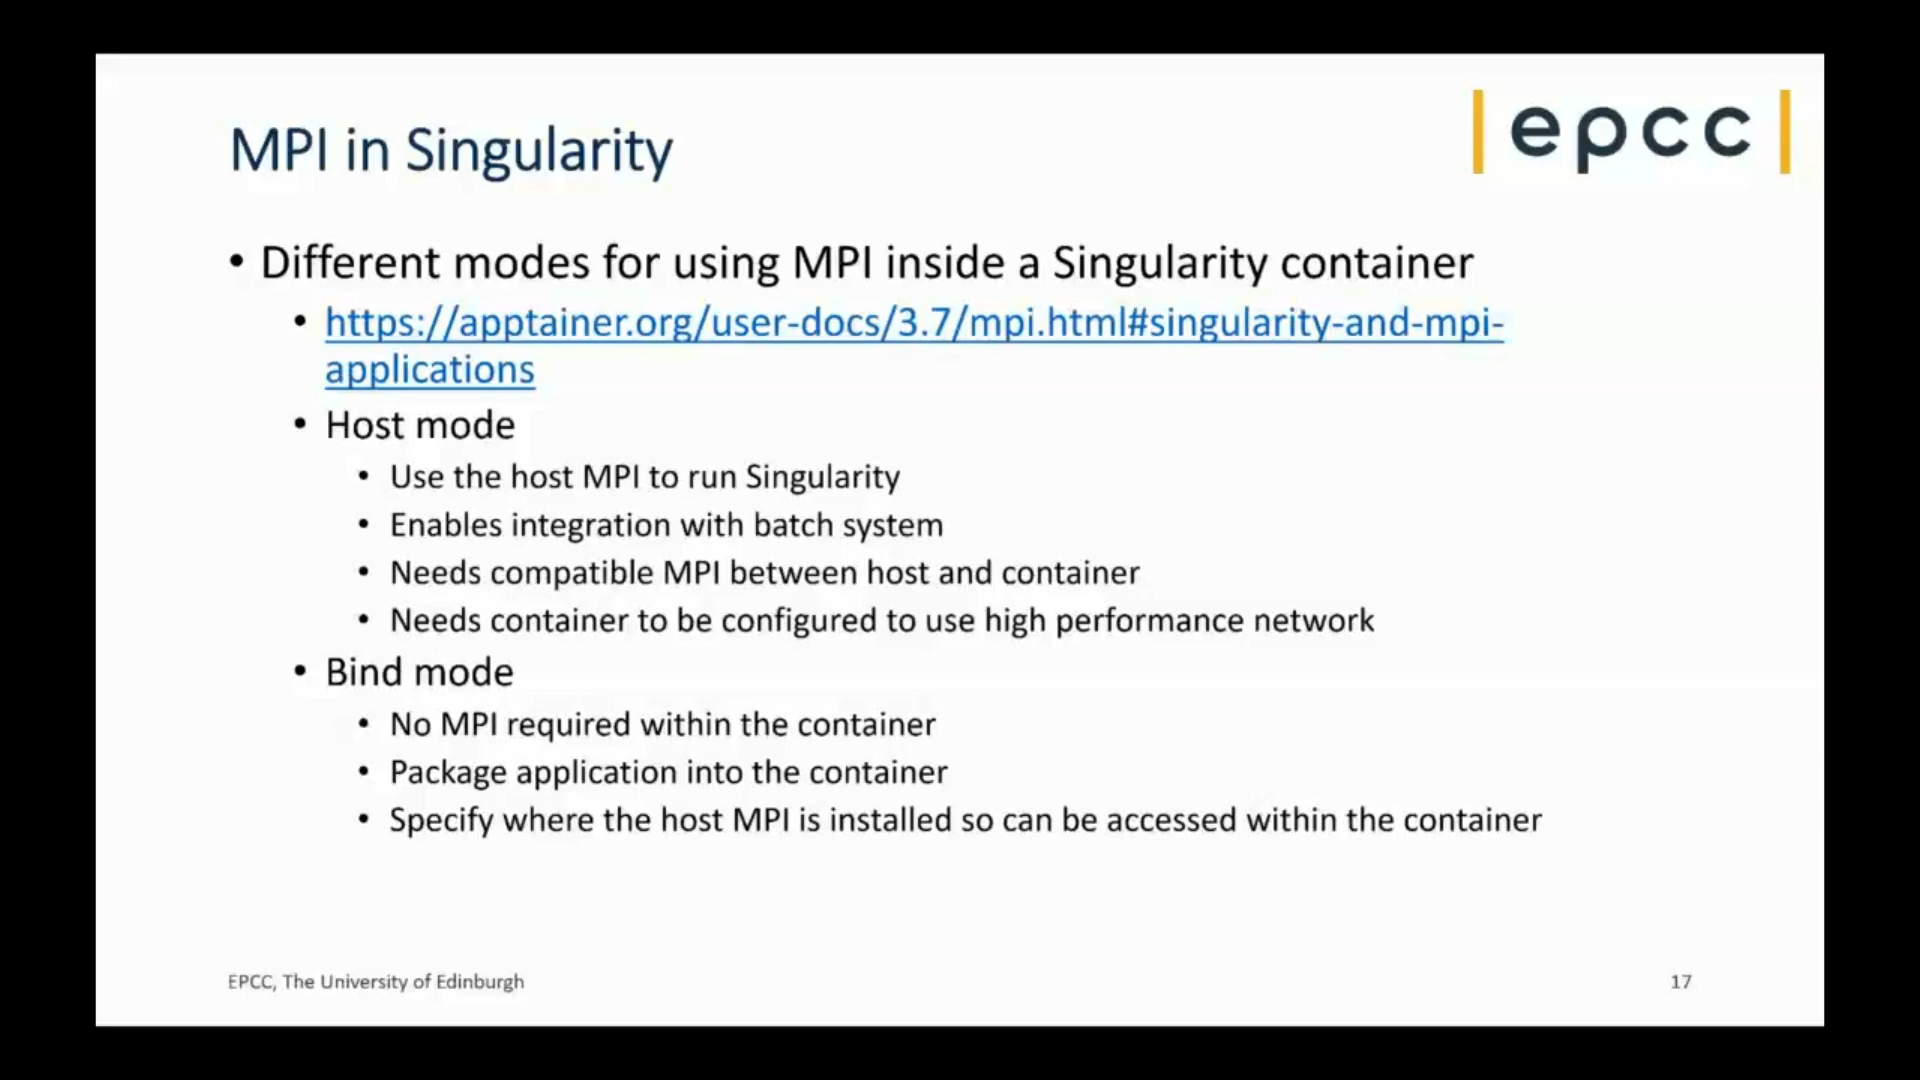 MPI in Singularity
|epcc|
• Different modes for using MPI inside a Singularity container
• https://apptainer.org/user-docs/3.7/mpi.html#singularity-and-mpi-
applications
• Host mode
• Use the host MPI to run Singularity
• Enables integration with batch system
• Needs compatible MPI between host and container
• Needs container to be configured to use high performance network
• Bind mode
• No MPI required within the container
• Package application into the container
• Specify where the host MPI is installed so can be accessed within the container
EPCC, The University of Edinburgh
17